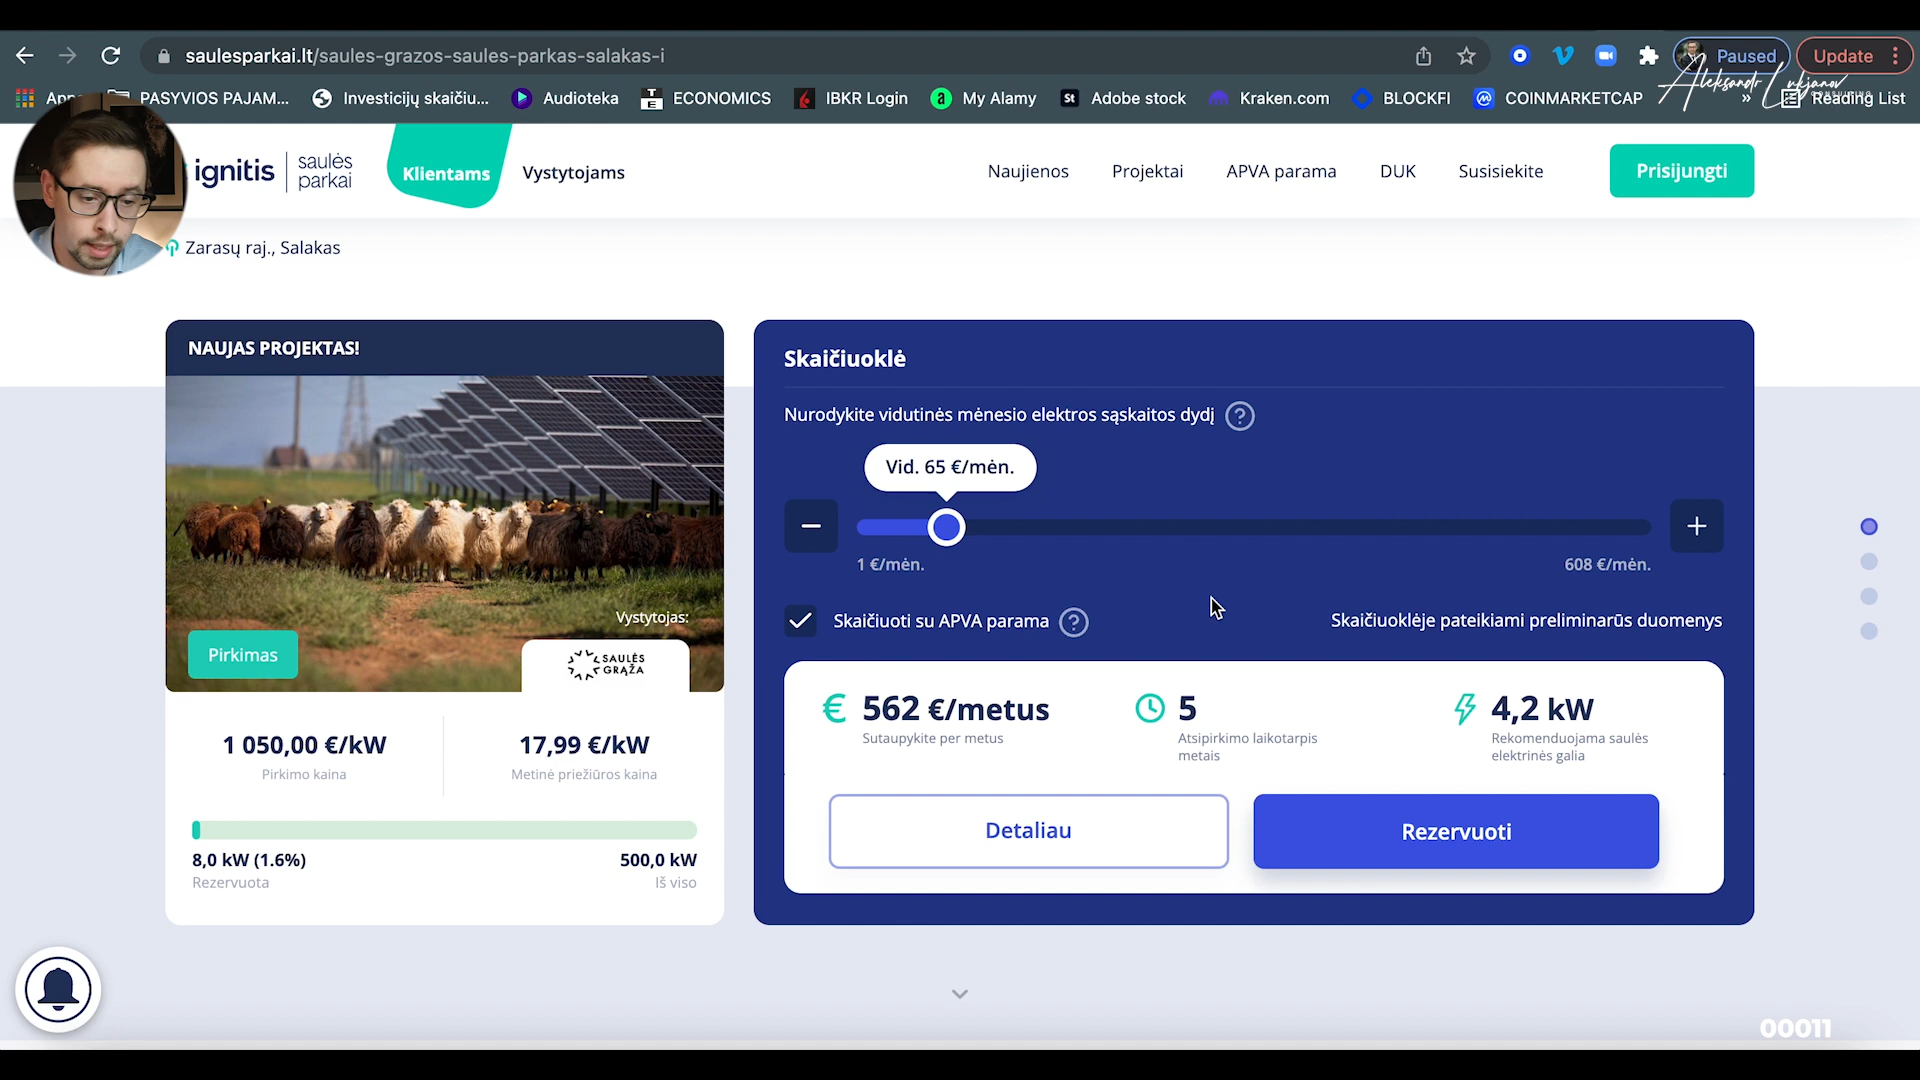 saulesparkai.lt/saules-grazos-saules-parkas-salakas-i
Paused
Update
PASYVIOS PAJAM...
Investicijų skaičiu...
Audioteka
TE
ECONOMICS
IBKR Login
a
My Alamy
St
Adobe stock
Kraken.com
BLOCKFI
COINMARKETCAP
»
Reading List
Aleksandr Lukjanov
ignitis
saulės
parkai
Klientams
Vystytojams
Naujienos
Projektai
APVA parama
DUK
Susisiekite
Prisijungti
Zarasų raj., Salakas
NAUJAS PROJEKTAS!
Vystytojas:
Pirkimas
SAULĖS
GRĄŽA
1 050,00 €/kW
Pirkimo kaina
17,99 €/kW
Metinė priežiūros kaina
8,0 kW (1.6%)
Rezervuota
500,0 kW
Iš viso
Skaičiuoklė
Nurodykite vidutinės mėnesio elektros sąskaitos dydį ?
Vid. 65 €/mėn.
1 €/mėn.
608 €/mėn.
Skaičiuoti su APVA parama ?
Skaičiuoklėje pateikiami preliminarūs duomenys
€ 562 €/metus
Sutaupykite per metus
5
Atsipirkimo laikotarpis
metais
4,2 kW
Rekomenduojama saulės
elektrinės galia
Detaliau
Rezervuoti
00011